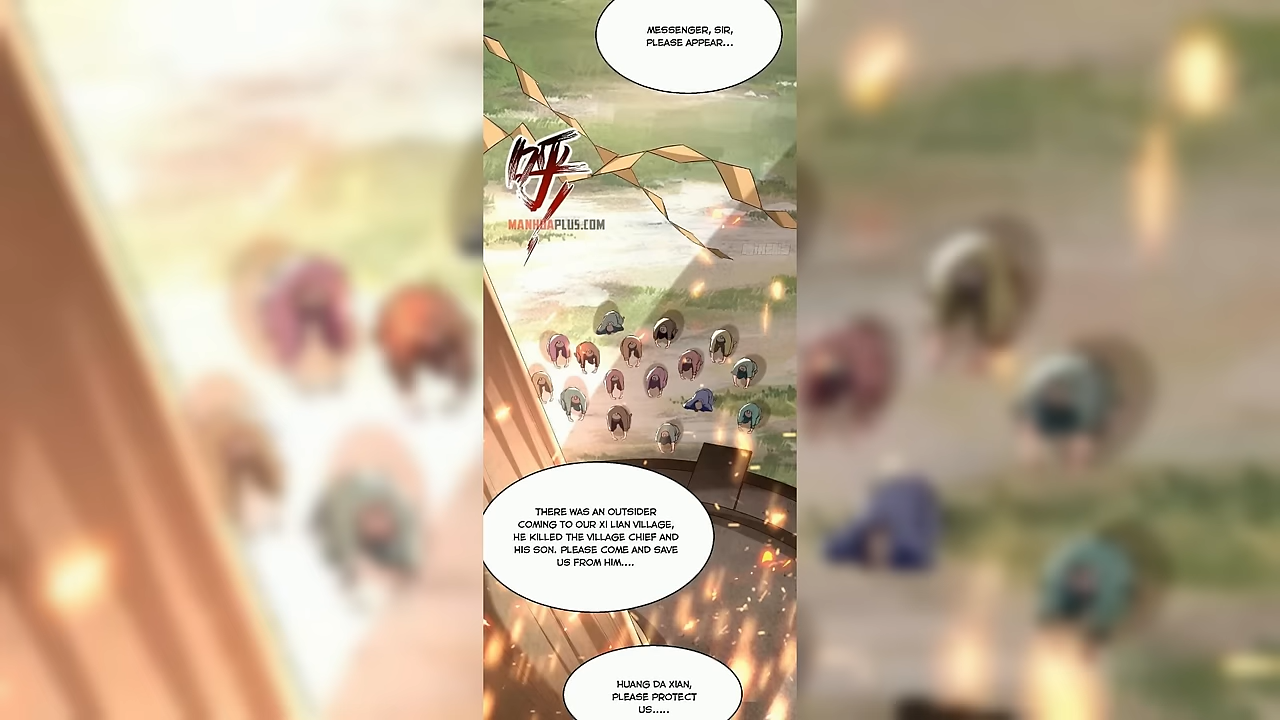 MESSENGER, SIR,
PLEASE APPEAR...
呼
MANHUAPLUS.COM
THERE WAS AN OUTSIDER
COMING TO OUR XI LIAN VILLAGE,
HE KILLED THE VILLAGE CHIEF AND
HIS SON. PLEASE COME AND SAVE
US FROM HIM....
HUANG DA XIAN,
PLEASE PROTECT
US.....